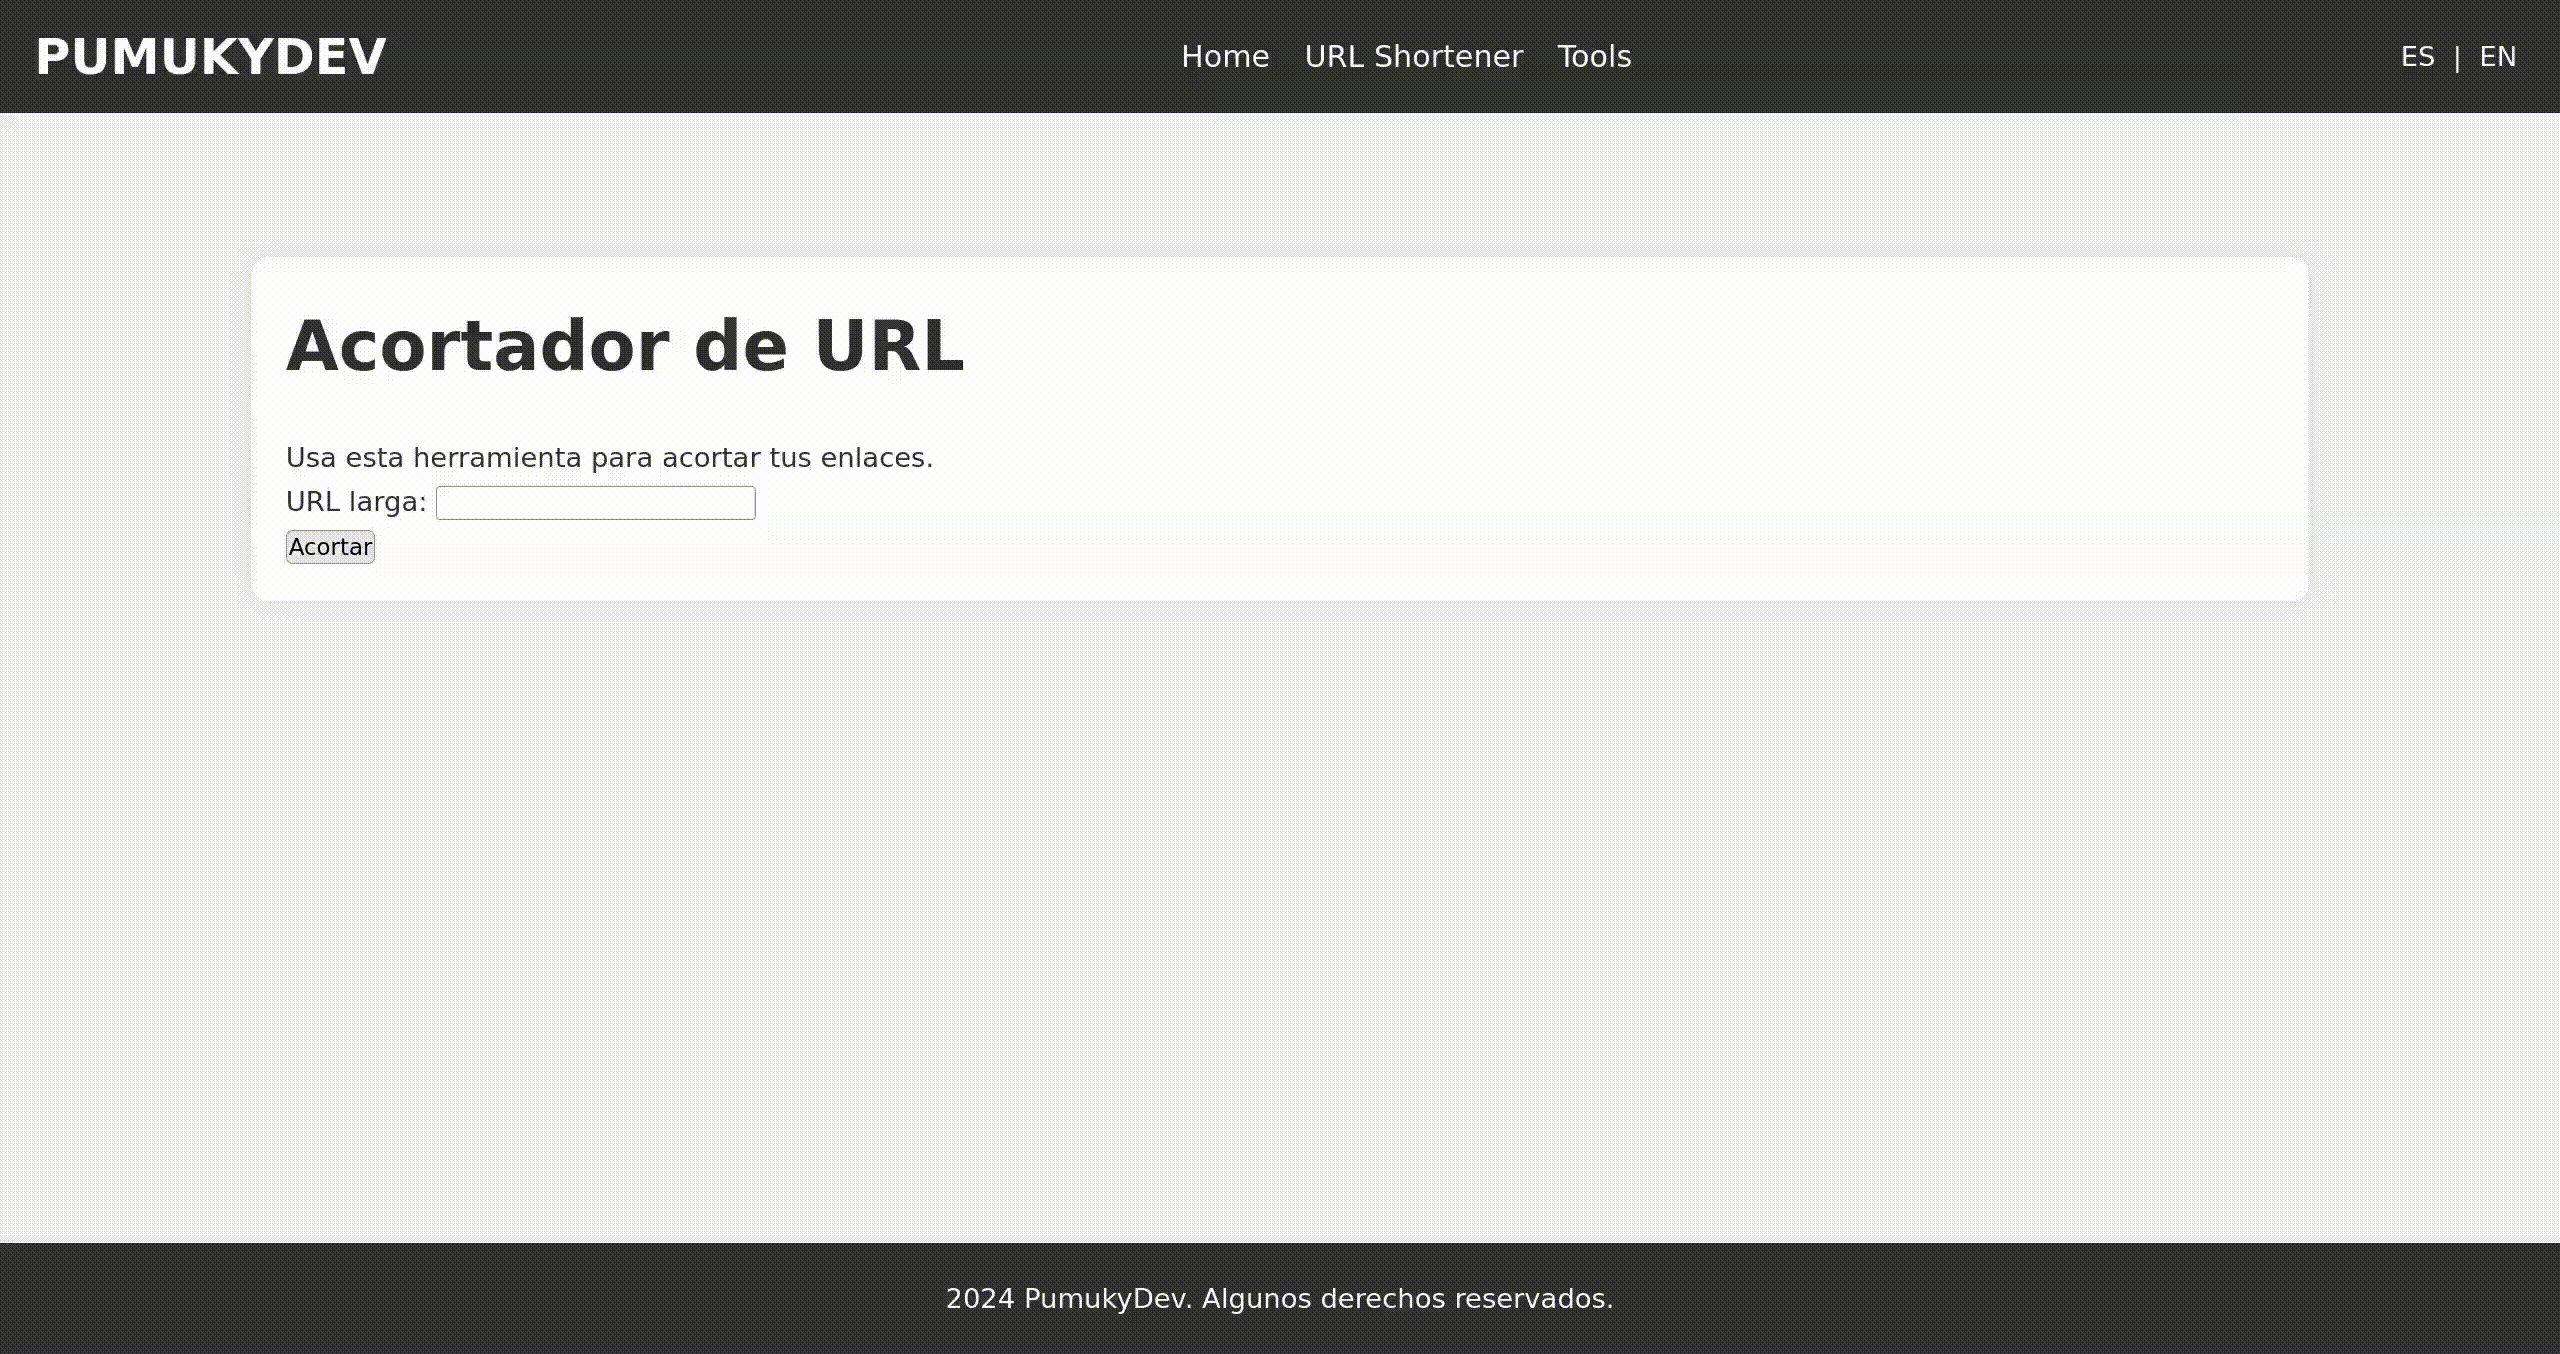 PUMUKYDEV
Home URL Shortener Tools
ES | EN
Acortador de URL
Usa esta herramienta para acortar tus enlaces.
URL larga:
Acortar
2024 PumukyDev. Algunos derechos reservados.